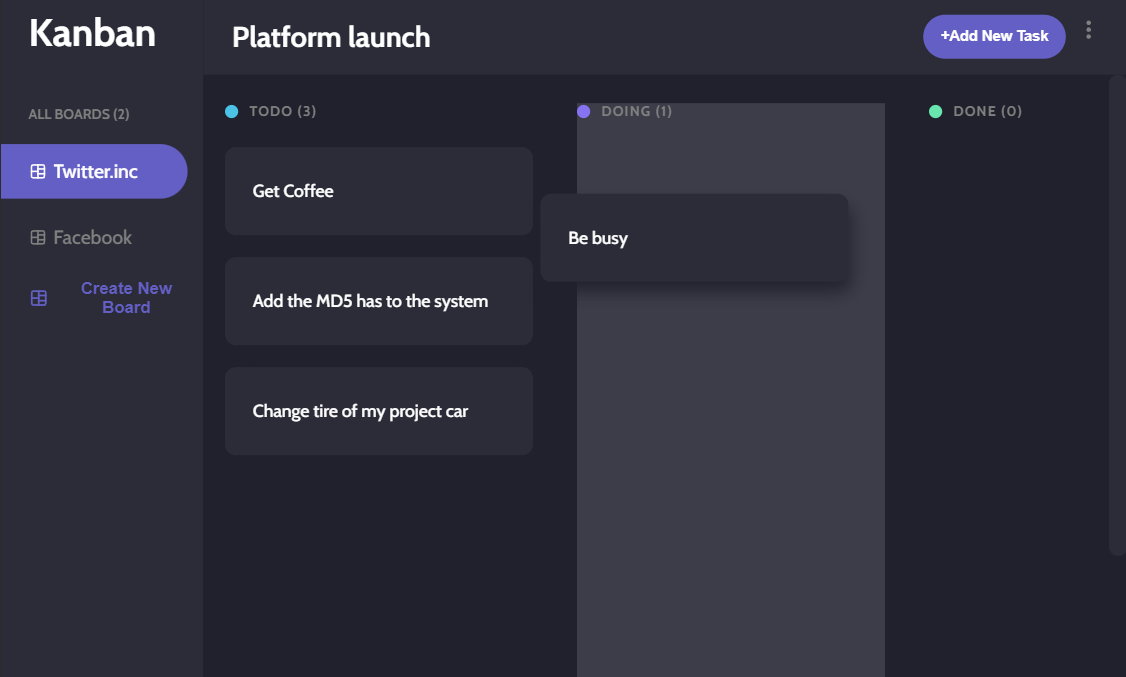 Kanban
Platform launch
+Add New Task
ALL BOARDS (2)
Twitter.inc
Facebook
Create New
Board
TODO (3)
Get Coffee
Add the MD5 has to the system
Change tire of my project car
DOING (1)
Be busy
DONE (0)